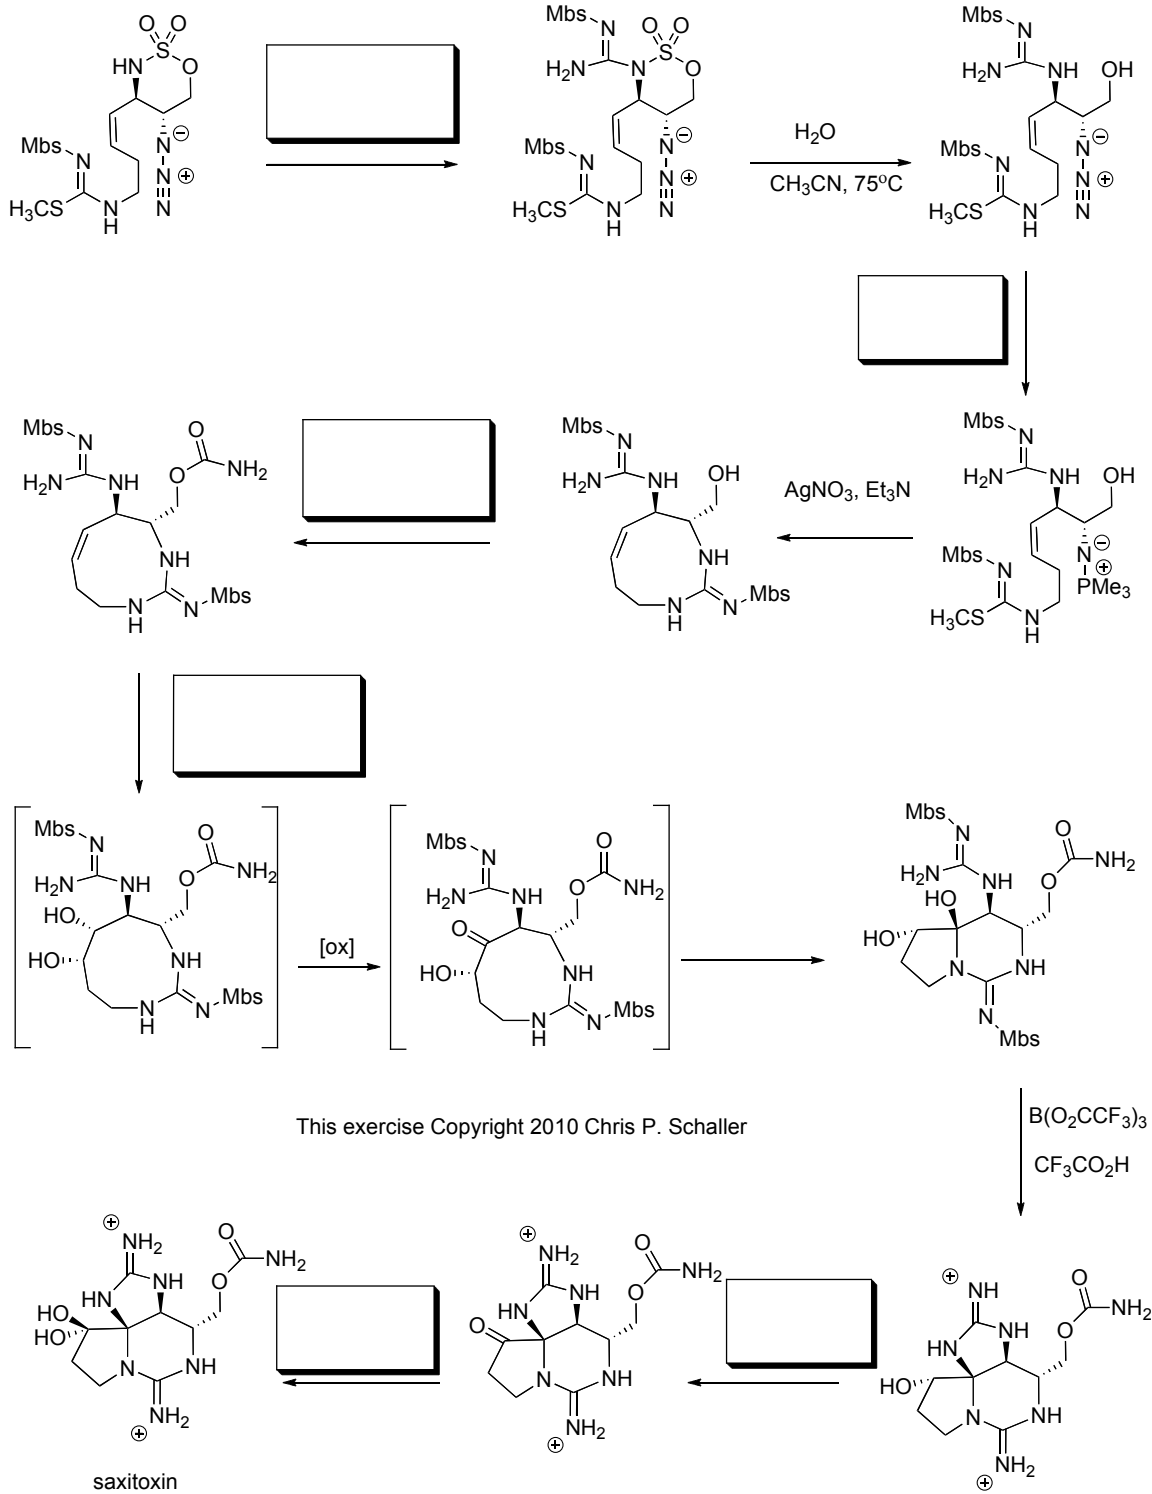 O O
S
HN
O
Mbs
N
N ⊖
N ⊕
N
H₃CS
N
H
Mbs
N
O O
S
H₂N
N
O
Mbs
N
N ⊖
N ⊕
N
H₃CS
N
H
H₂O
CH₃CN, 75ºC
Mbs
N
H₂N
NH
OH
Mbs
N
N ⊖
N ⊕
N
H₃CS
N
H
Mbs
N
O
H₂N
NH
O
NH₂
NH
N
H
N
Mbs
Mbs
N
H₂N
NH
OH
NH
N
H
N
Mbs
AgNO₃, Et₃N
Mbs
N
H₂N
NH
OH
Mbs
N
N ⊖
⊕
PMe₃
H₃CS
N
H
Mbs
N
O
H₂N
NH
O
NH₂
HO
HO
NH
N
H
N
Mbs
[ox]
Mbs
N
O
H₂N
NH
O
NH₂
O
HO
NH
N
H
N
Mbs
Mbs
N
O
H₂N
NH
O
NH₂
HO
HO
N
NH
N
Mbs
This exercise Copyright 2010 Chris P. Schaller
B(O₂CCF₃)₃
CF₃CO₂H
⊕
NH₂
O
NH₂
HN
NH
O
HO
HO
N
NH
NH₂
⊕
saxitoxin
⊕
NH₂
O
NH₂
HN
NH
O
O
N
NH
NH₂
⊕
⊕
NH
O
NH₂
HN
NH
O
HO
N
NH
NH₂
⊕